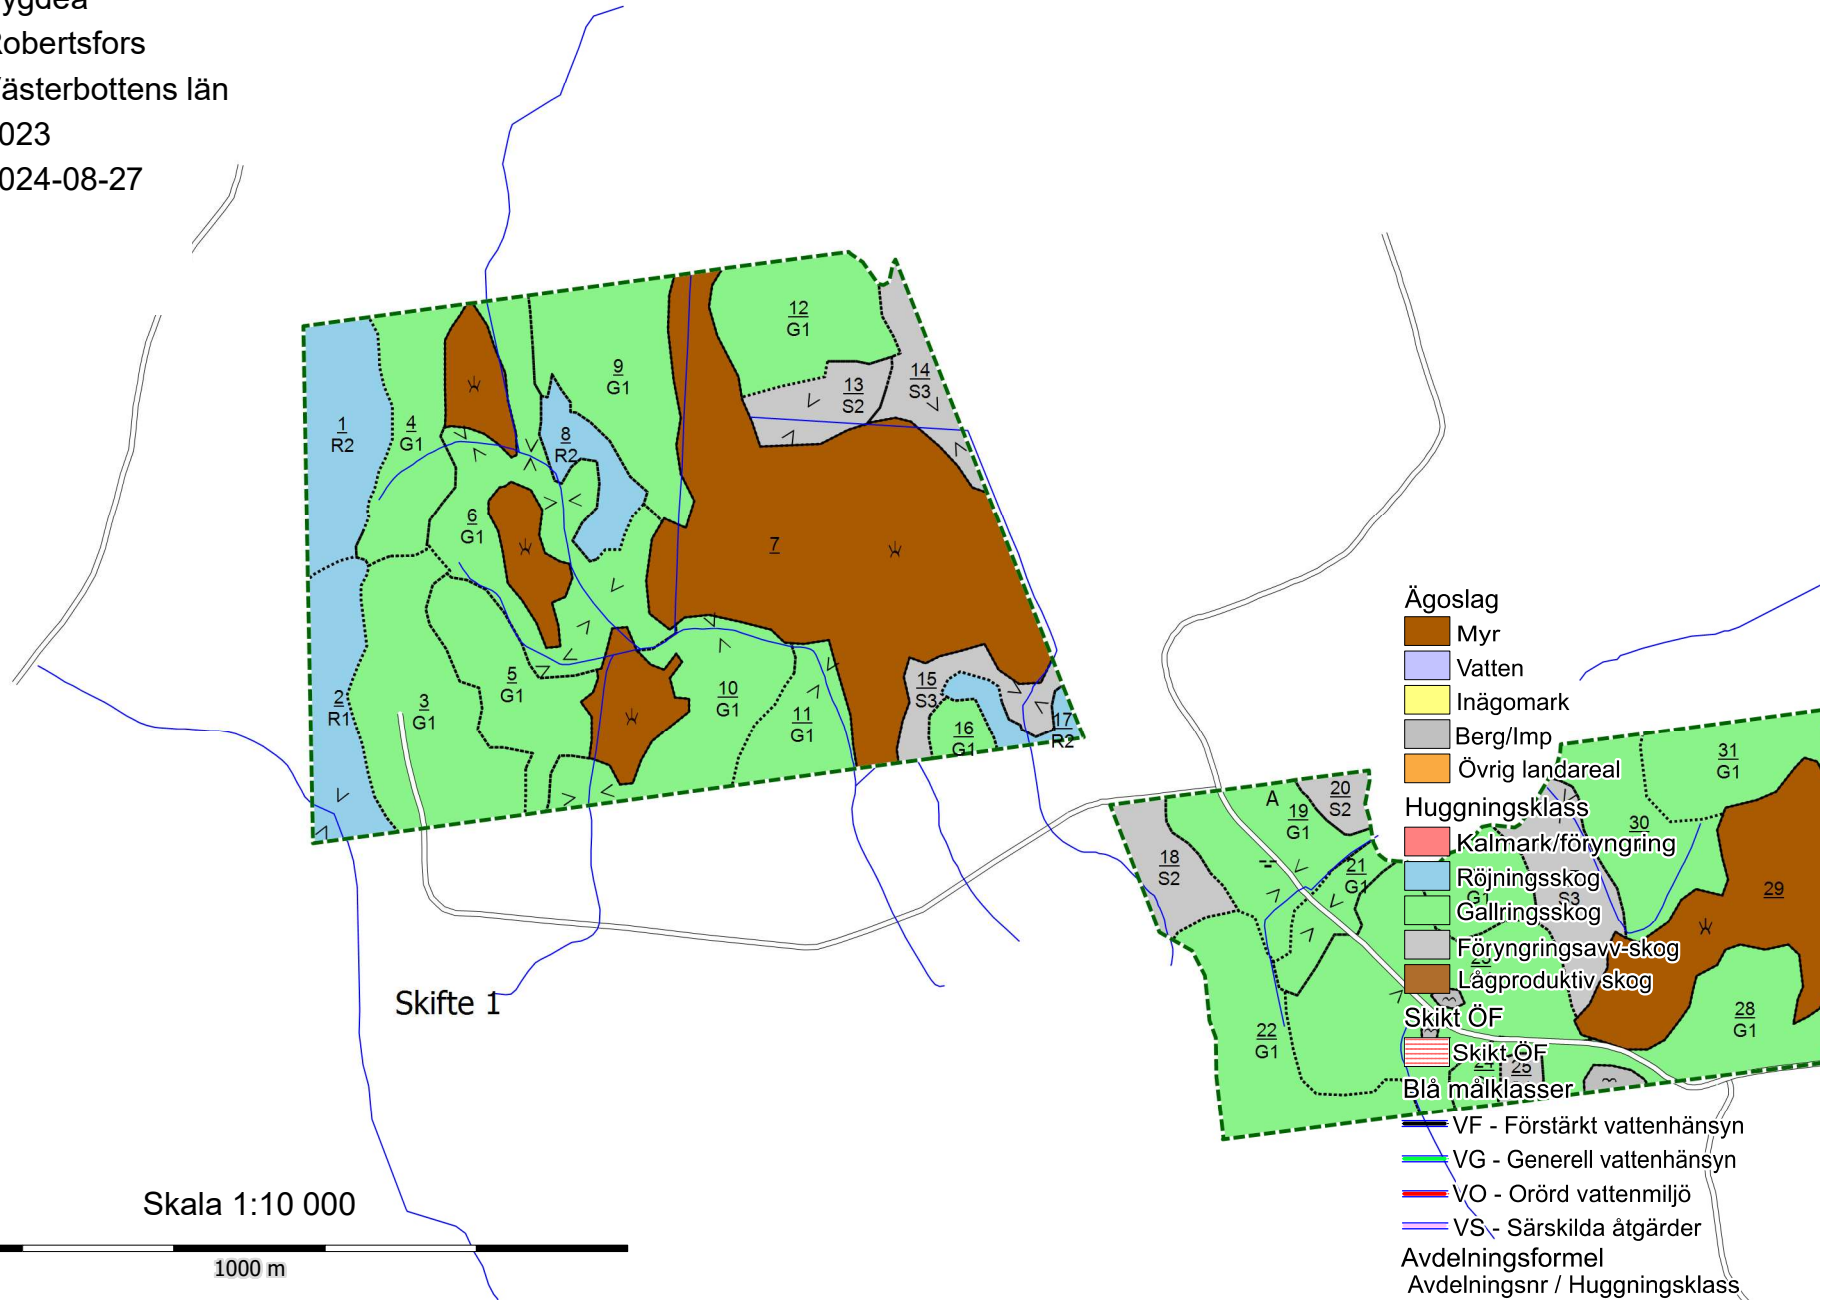 obertsfors
ästerbottens län
023
024-08-27
12
G1
9
G1
14
S3
13
S2
1
R2
4
G1
8
R2
6
G1
7
5
G1
15
S3
2
R1
3
G1
10
G1
11
G1
16
G1
17
R2
A
19
G1
20
S2
18
S2
21
G1
22
G1
31
G1
30
29
28
G1
G1
S3
25
Skifte 1
Skala 1:10 000
1000 m
Ägoslag
Myr
Vatten
Inägomark
Berg/Imp
Övrig landareal
Huggningsklass
Kalmark/föryngring
Röjningsskog
Gallringsskog
Föryngringsavv-skog
Lågproduktiv skog
Skikt ÖF
Skikt ÖF
Blå målklasser
VF - Förstärkt vattenhänsyn
VG - Generell vattenhänsyn
VO - Orörd vattenmiljö
VS - Särskilda åtgärder
Avdelningsformel
Avdelningsnr / Huggningsklass